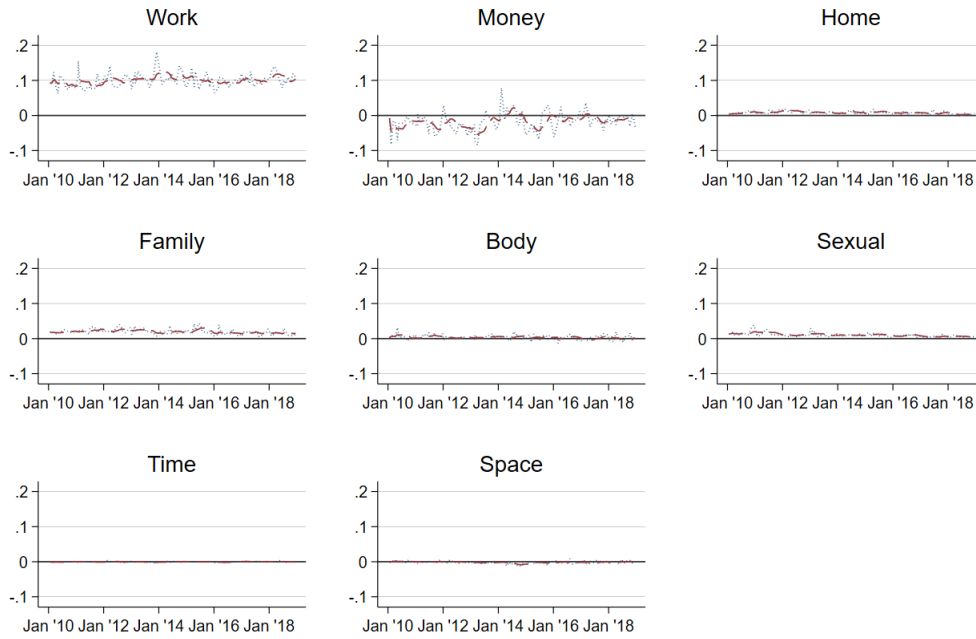 Work Money Home
.2 .2 .2
.1 .1 .1
0 0 0
-.1 -.1 -.1
Jan '10 Jan '12 Jan '14 Jan '16 Jan '18 Jan '10 Jan '12 Jan '14 Jan '16 Jan '18 Jan '10 Jan '12 Jan '14 Jan '16 Jan '18
Family Body Sexual
.2 .2 .2
.1 .1 .1
0 0 0
-.1 -.1 -.1
Jan '10 Jan '12 Jan '14 Jan '16 Jan '18 Jan '10 Jan '12 Jan '14 Jan '16 Jan '18 Jan '10 Jan '12 Jan '14 Jan '16 Jan '18
Time Space
.2 .2
.1 .1
0 0
-.1 -.1
Jan '10 Jan '12 Jan '14 Jan '16 Jan '18 Jan '10 Jan '12 Jan '14 Jan '16 Jan '18